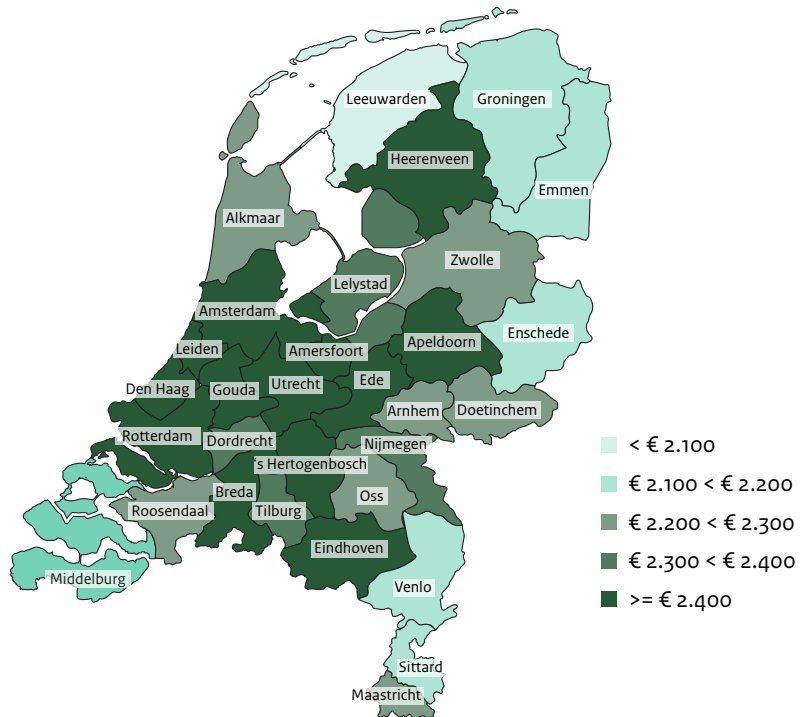 Leeuwarden
Groningen
Heerenveen
Emmen
Alkmaar
Zwolle
Lelystad
Amsterdam
Enschede
Leiden
Amersfoort
Apeldoorn
Den Haag
Gouda
Utrecht
Ede
Arnhem
Doetinchem
Rotterdam
Dordrecht
Nijmegen
's Hertogenbosch
Breda
Oss
Roosendaal
Tilburg
Eindhoven
Middelburg
Venlo
Sittard
Maastricht
< € 2.100
€ 2.100 < € 2.200
€ 2.200 < € 2.300
€ 2.300 < € 2.400
>= € 2.400